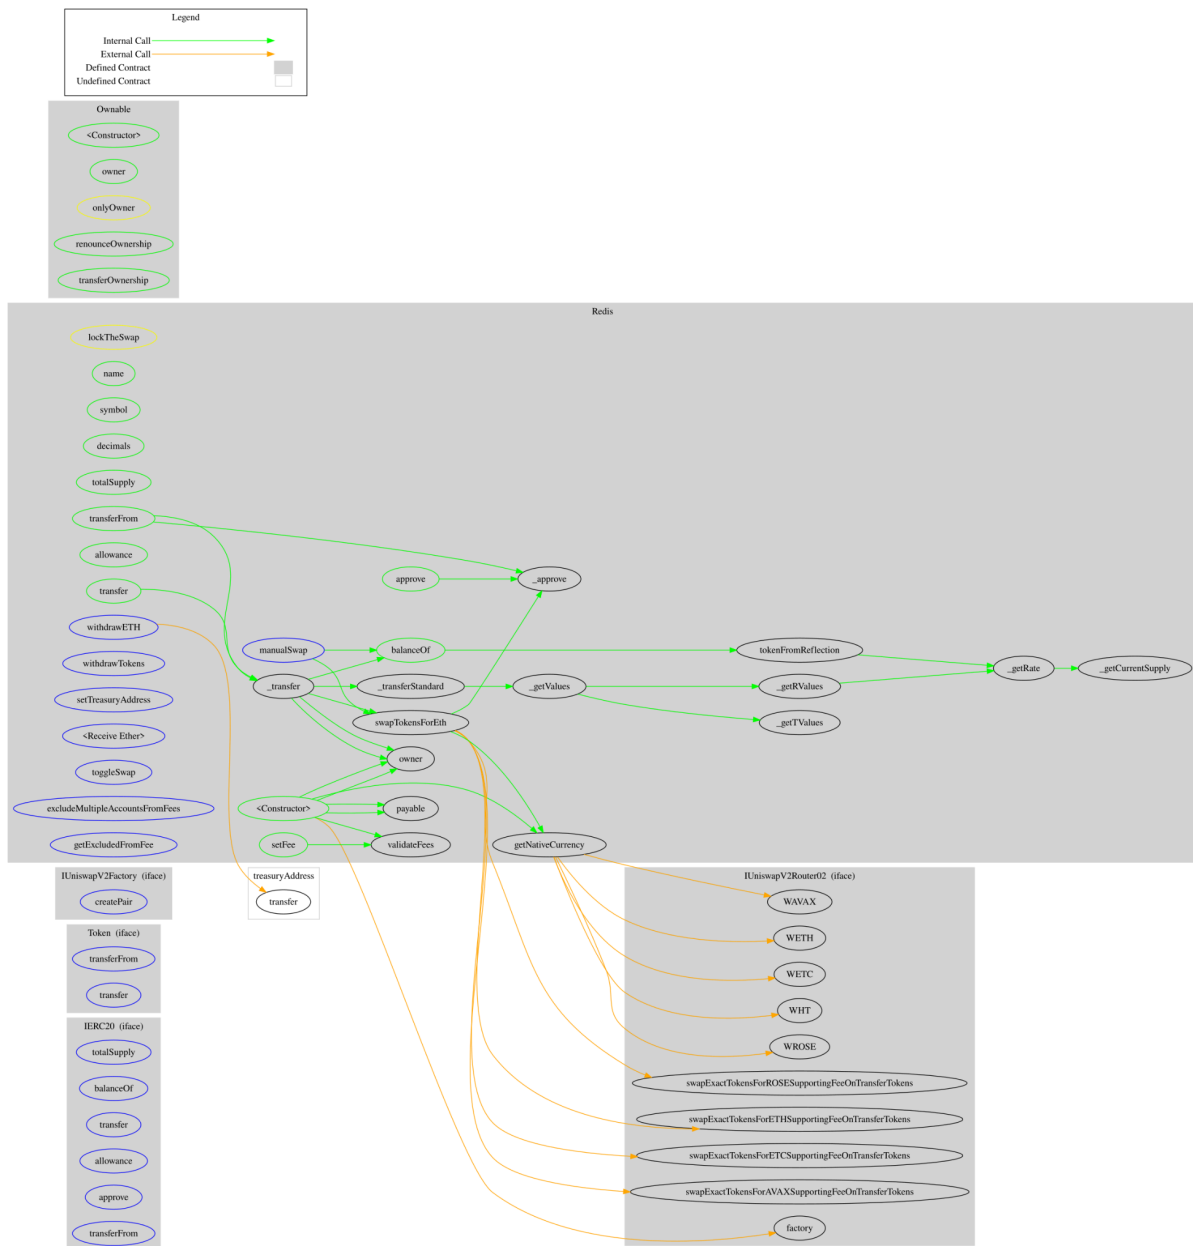 Legend
Internal Call
External Call
Defined Contract
Undefined Contract
Ownable
<Constructor>
owner
onlyOwner
renounceOwnership
transferOwnership
Redis
lockTheSwap
name
symbol
decimals
totalSupply
transferFrom
allowance
approve
_approve
transfer
withdrawETH
manualSwap
balanceOf
tokenFromReflection
withdrawTokens
_transfer
_transferStandard
_getValues
_getRValues
_getRate
_getCurrentSupply
setTreasuryAddress
swapTokensForEth
_getTValues
<Receive Ether>
owner
toggleSwap
excludeMultipleAccountsFromFees
<Constructor>
payable
getExcludedFromFee
setFee
validateFees
getNativeCurrency
IUniswapV2Factory (iface)
createPair
treasuryAddress
transfer
IUniswapV2Router02 (iface)
WAVAX
WETH
WETC
WHT
WROSE
swapExactTokensForROSESupportingFeeOnTransferTokens
swapExactTokensForETHSupportingFeeOnTransferTokens
swapExactTokensForETCSupportingFeeOnTransferTokens
swapExactTokensForAVAXSupportingFeeOnTransferTokens
factory
Token (iface)
transferFrom
transfer
IERC20 (iface)
totalSupply
balanceOf
transfer
allowance
approve
transferFrom